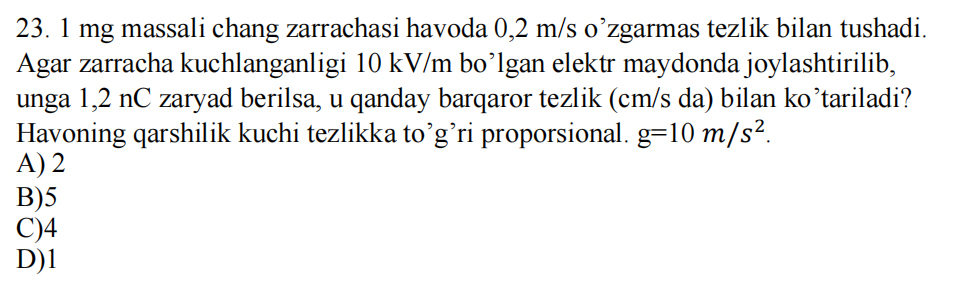 23. 1 mg massali chang zarrachasi havoda 0,2 m/s o’zgarmas tezlik bilan tushadi.
Agar zarracha kuchlanganligi 10 kV/m bo’lgan elektr maydonda joylashtirilib,
unga 1,2 nC zaryad berilsa, u qanday barqaror tezlik (cm/s da) bilan ko’tariladi?
Havoning qarshilik kuchi tezlikka to’g’ri proporsional. g=10 m/s².
A) 2
B)5
C)4
D)1